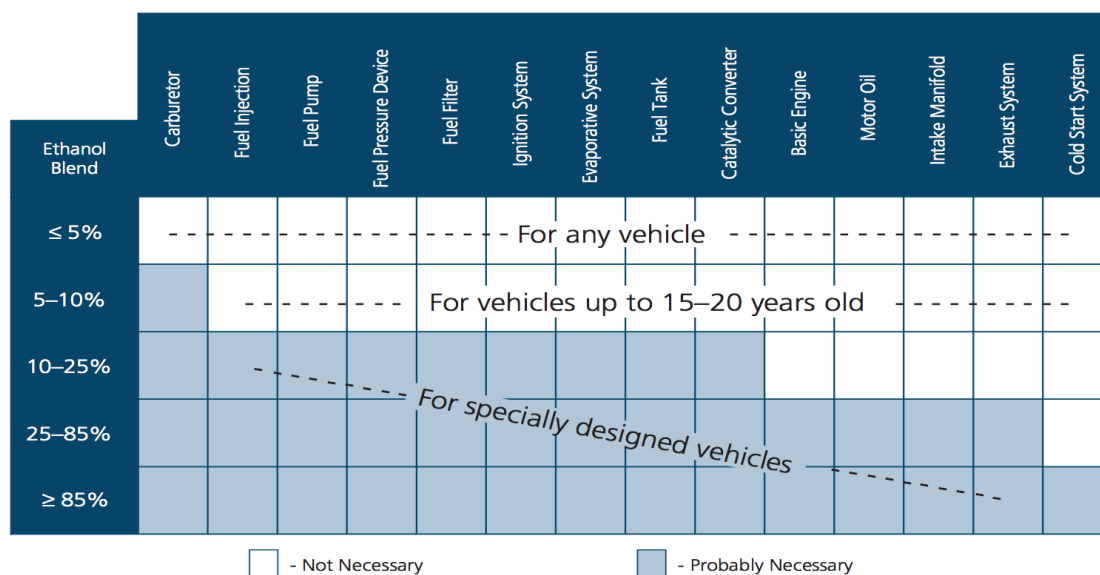 Ethanol
Blend
Carburetor
Fuel Injection
Fuel Pump
Fuel Pressure Device
Fuel Filter
Ignition System
Evaporative System
Fuel Tank
Catalytic Converter
Basic Engine
Motor Oil
Intake Manifold
Exhaust System
Cold Start System
≤ 5%
For any vehicle
5–10%
For vehicles up to 15–20 years old
10–25%
For specially designed vehicles
25–85%
≥ 85%
- Not Necessary
- Probably Necessary